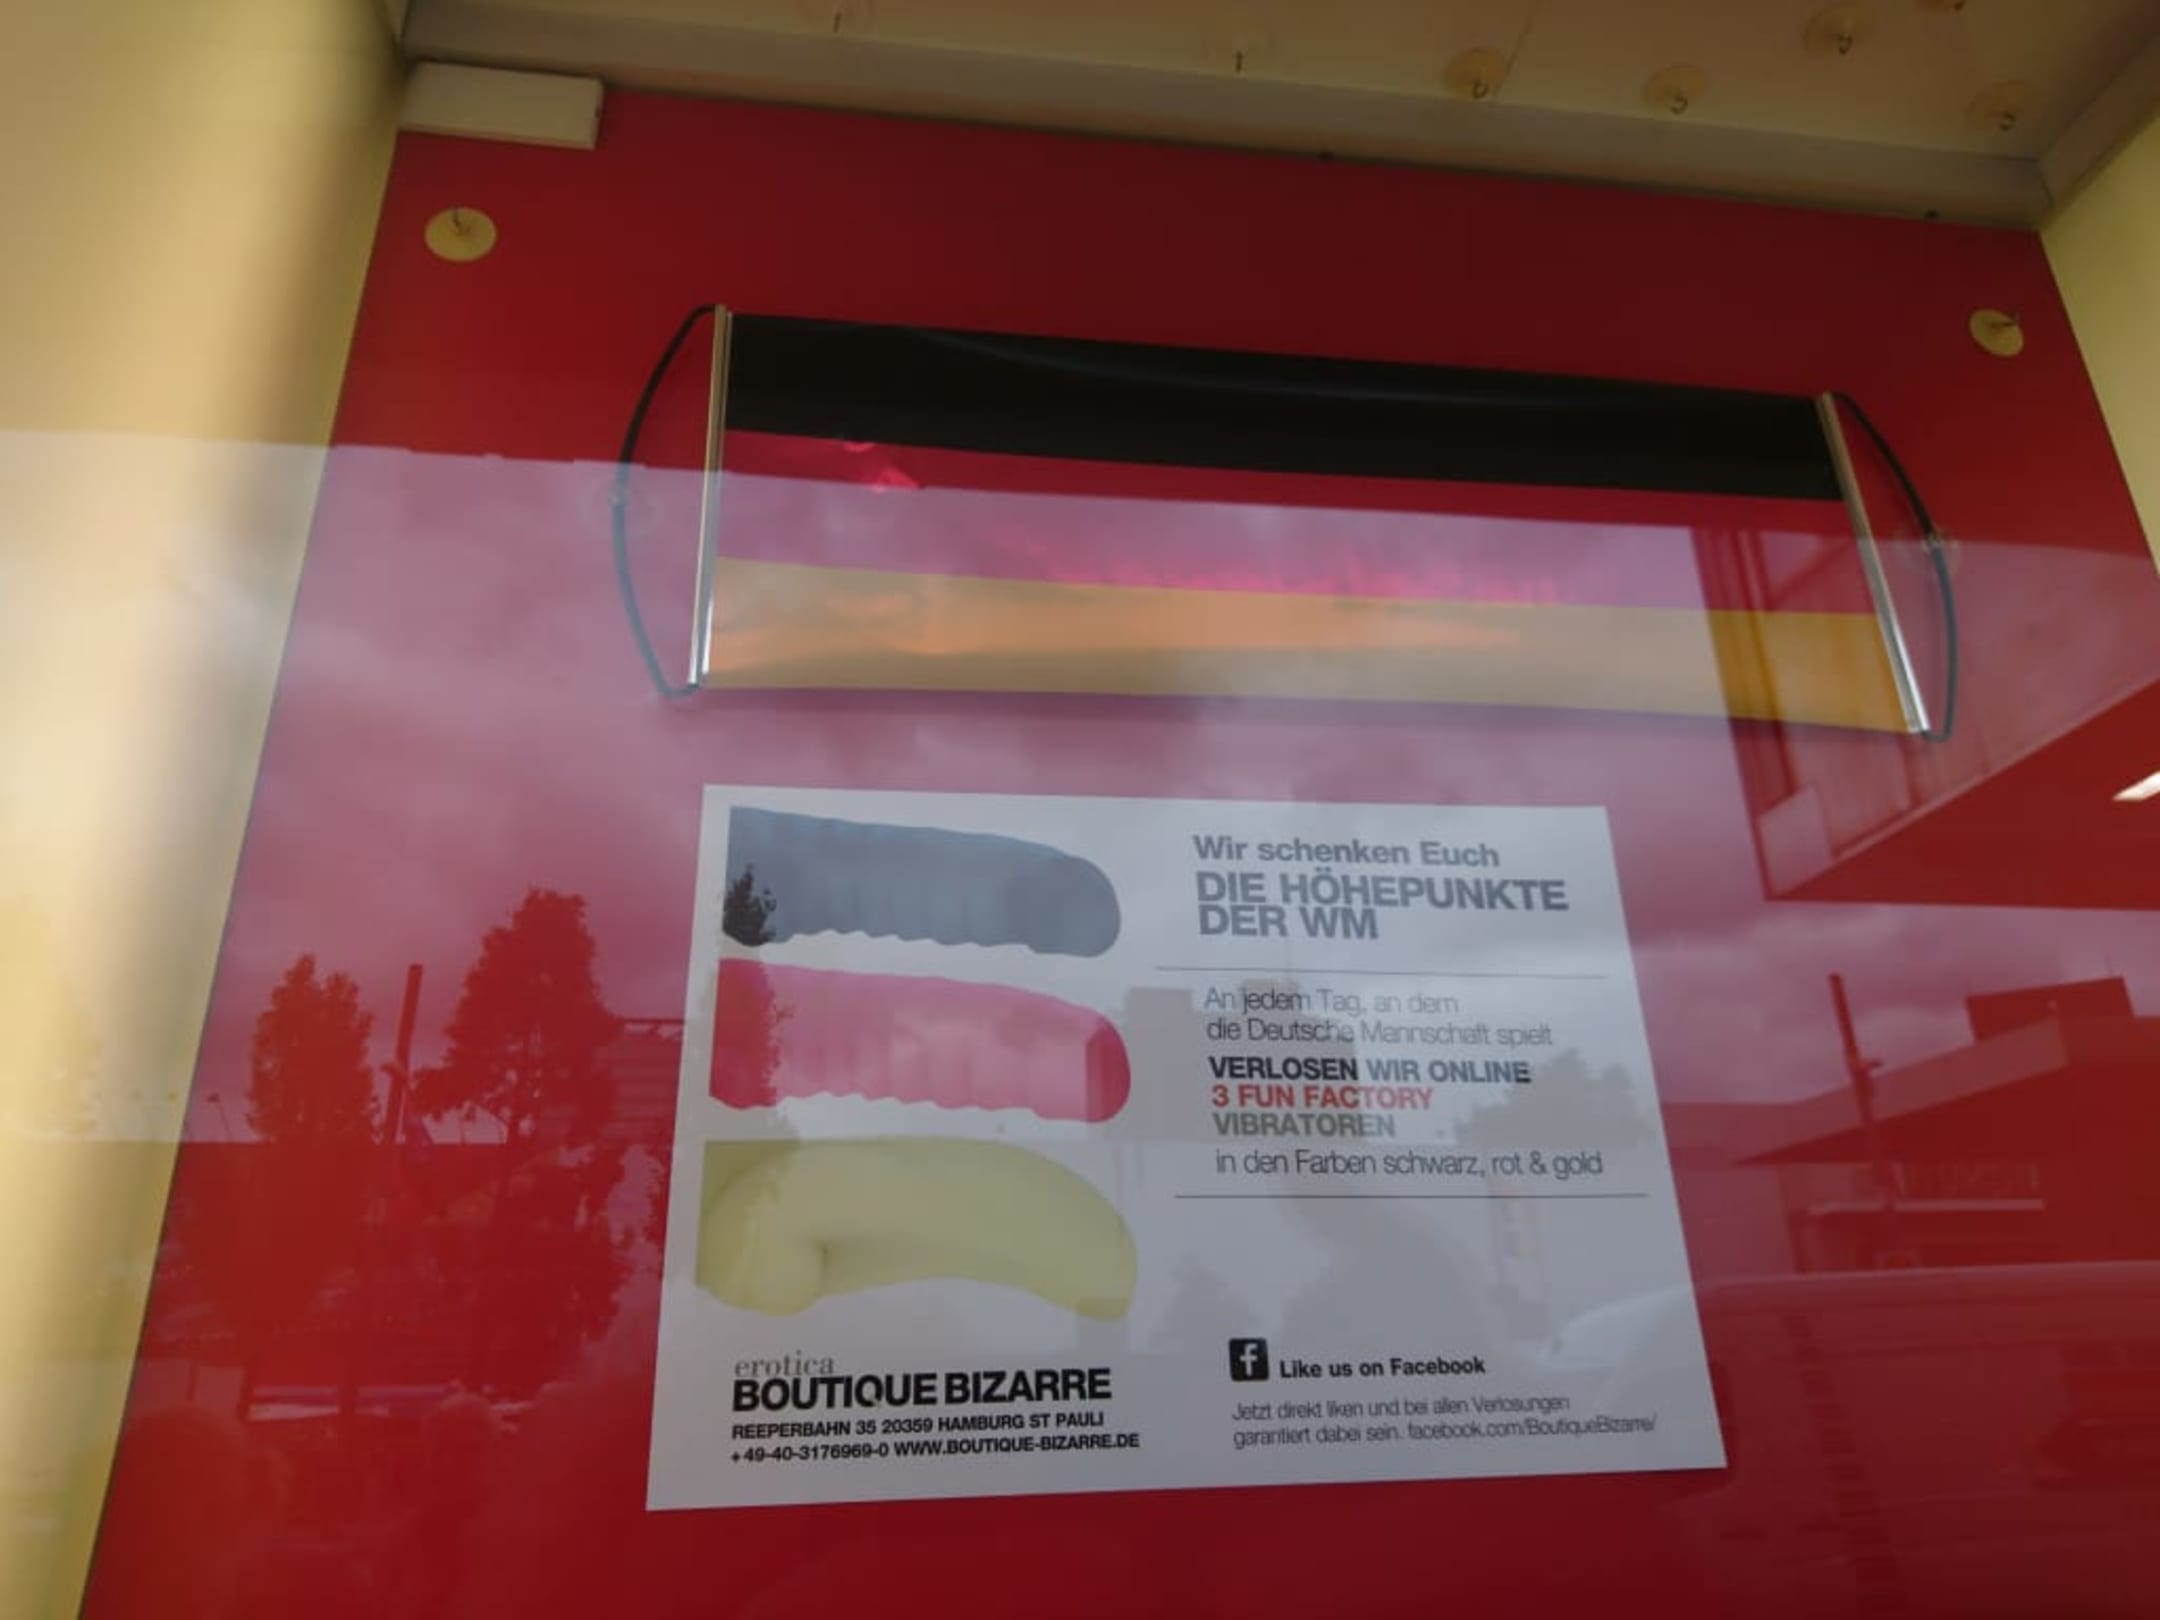 Wir schenken Euch
DIE HÖHEPUNKTE
DER WM
An jedem Tag, an dem
die Deutsche Mannschaft spielt
VERLOSEN WIR ONLINE
3 FUN FACTORY
VIBRATOREN
in den Farben schwarz, rot & gold
erotica
BOUTIQUE BIZARRE
REEPERBAHN 35 20359 HAMBURG ST PAULI
+49-40-3176969-0 WWW.BOUTIQUE-BIZARRE.DE
f Like us on Facebook
Jetzt direkt liken und bei allen Verlosungen
garantiert dabei sein. facebook.com/BoutiqueBizarre/